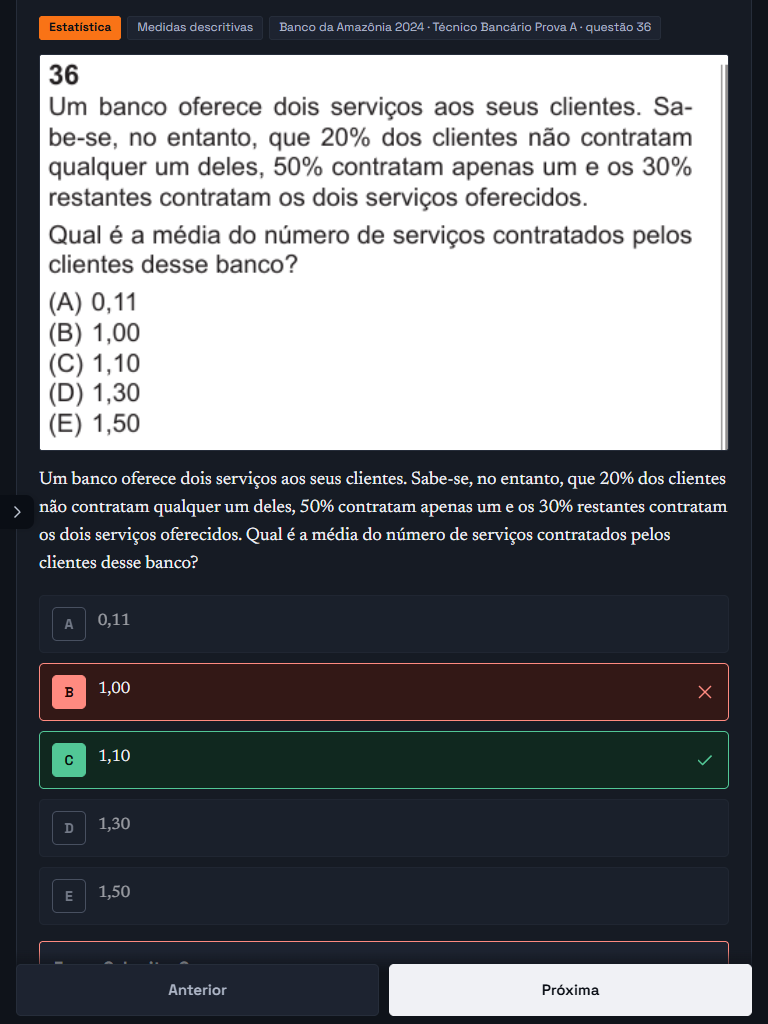 Estatística
Medidas descritivas
Banco da Amazônia 2024 · Técnico Bancário Prova A · questão 36
36
Um banco oferece dois serviços aos seus clientes. Sa-
be-se, no entanto, que 20% dos clientes não contratam
qualquer um deles, 50% contratam apenas um e os 30%
restantes contratam os dois serviços oferecidos.
Qual é a média do número de serviços contratados pelos
clientes desse banco?
(A) 0,11
(B) 1,00
(C) 1,10
(D) 1,30
(E) 1,50
Um banco oferece dois serviços aos seus clientes. Sabe-se, no entanto, que 20% dos clientes
não contratam qualquer um deles, 50% contratam apenas um e os 30% restantes contratam
os dois serviços oferecidos. Qual é a média do número de serviços contratados pelos
clientes desse banco?
A 0,11
B 1,00
C 1,10
D 1,30
E 1,50
Anterior
Próxima